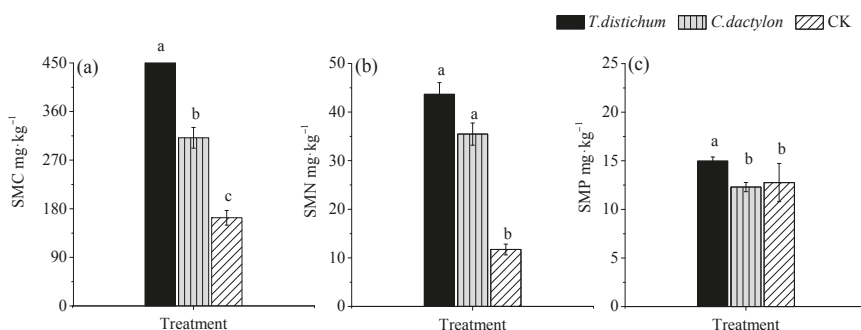 T.distichum C.dactylon CK
(a)
SMC mg·kg⁻¹
450
360
270
180
90
0
a
b
c
Treatment
(b)
SMN mg·kg⁻¹
50
40
30
20
10
0
a
a
b
Treatment
(c)
SMP mg·kg⁻¹
25
20
15
10
5
0
a
b
b
Treatment